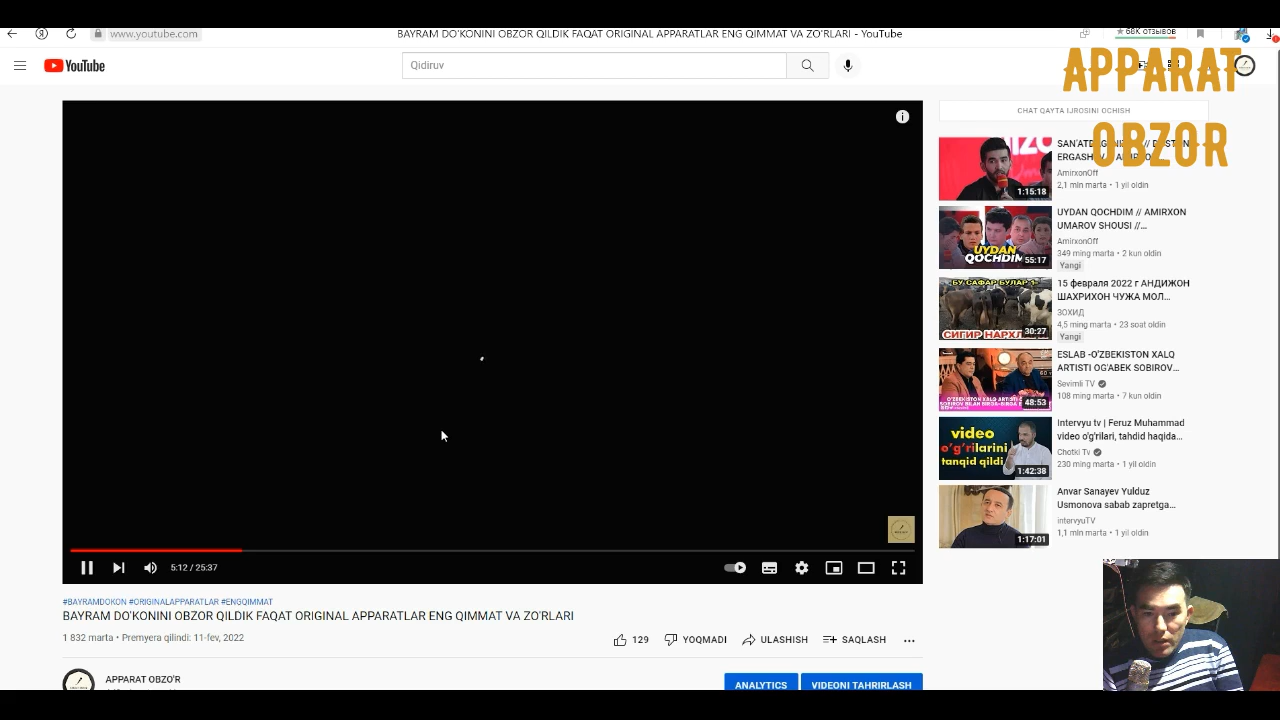 www.youtube.com
BAYRAM DO'KONINI OBZOR QILDIK FAQAT ORIGINAL APPARATLAR ENG QIMMAT VA ZO'RLARI - YouTube
68K отзывов
YouTube
Qidiruv
APPARAT
OBZOR
CHAT QAYTA IJROSINI OCHISH
1:15:18
AmirxonOff
2,1 mln marta • 1 yil oldin
UYDAN QOCHDIM
55:17
UYDAN QOCHDIM // AMIRXON
UMAROV SHOUSI //...
AmirxonOff
349 ming marta • 2 kun oldin
Yangi
БУ САФАР БУЛАР
СИГИР НАРХЛ
30:27
15 февраля 2022 г АНДИЖОН
ШАХРИХОН ЧУЖА МОЛ...
ЗОХИД
4,5 ming marta • 23 soat oldin
Yangi
48:53
ESLAB -O'ZBEKISTON XALQ
ARTISTI OG'ABEK SOBIROV...
Sevimli TV
108 ming marta • 7 kun oldin
video
o'g'rilarini
tanqid qildi
1:42:38
Intervyu tv | Feruz Muhammad
video o'g'rilari, tahdid haqida...
Chotki Tv
230 ming marta • 1 yil oldin
1:17:01
Anvar Sanayev Yulduz
Usmonova sabab zapretga...
intervyuTV
1,1 mln marta • 1 yil oldin
5:12 / 25:37
#BAYRAMDOKON #ORIGINALAPPARATLAR #ENGQIMMAT
BAYRAM DO'KONINI OBZOR QILDIK FAQAT ORIGINAL APPARATLAR ENG QIMMAT VA ZO'RLARI
1 832 marta • Premyera qilindi: 11-fev, 2022
129
YOQMADI
ULASHISH
SAQLASH
APPARAT OBZO'R
ANALYTICS
VIDEONI TAHRIRLASH